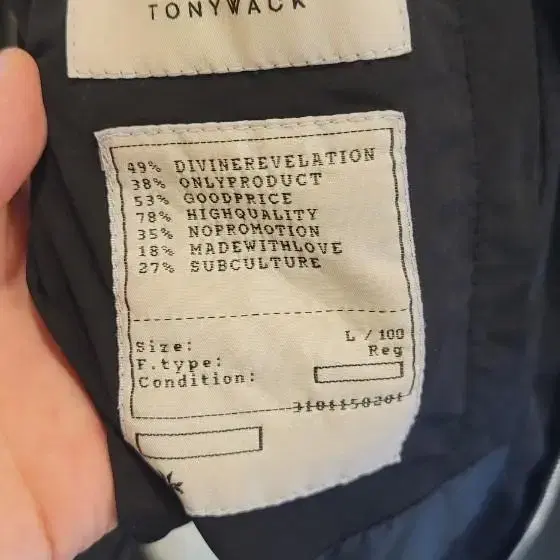 TONYWACK
49% DIVINEREVELATION
38% ONLYPRODUCT
53% GOODPRICE
78% HIGHQUALITY
35% NOPROMOTION
18% MADEWITHLOVE
27% SUBCULTURE
Size: L / 100
F.type: Reg
Condition:
3101150201